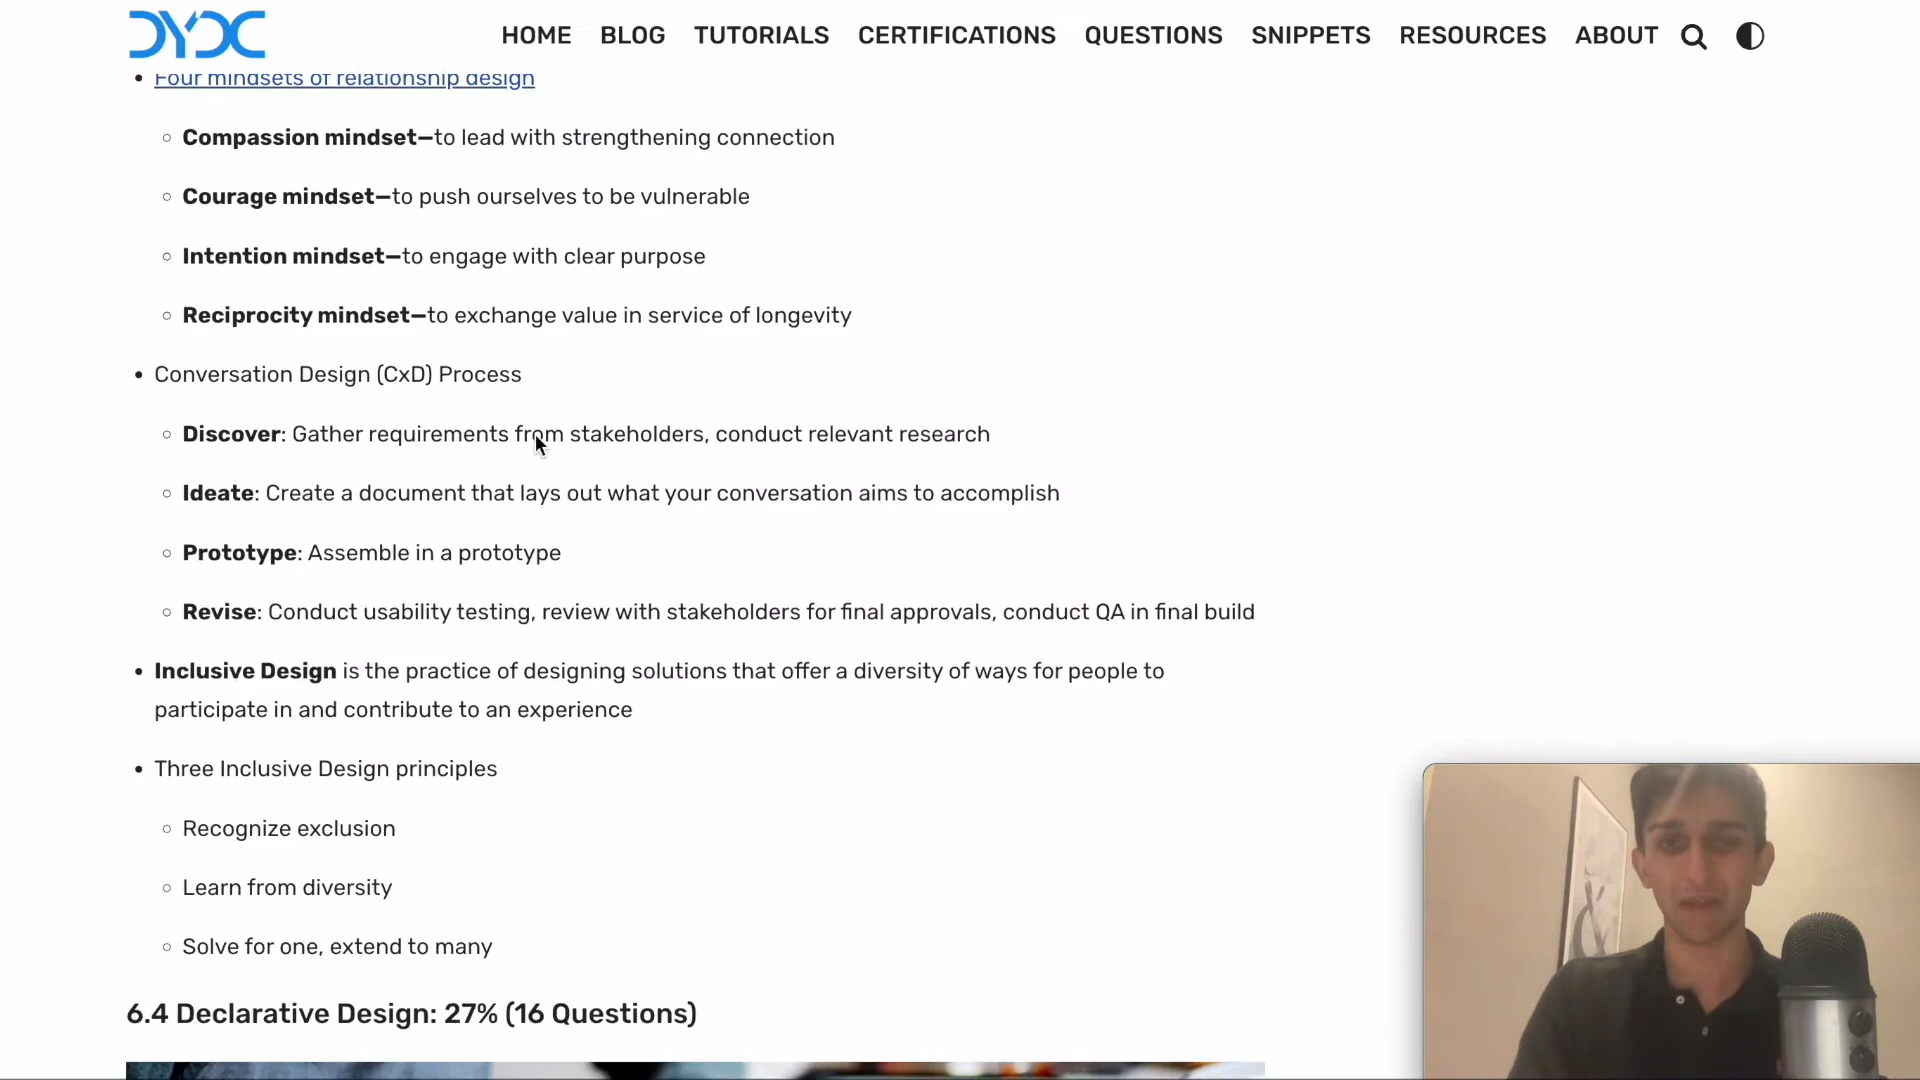 DYDC
HOME BLOG TUTORIALS CERTIFICATIONS QUESTIONS SNIPPETS RESOURCES ABOUT
• Four mindsets of relationship design
○ Compassion mindset—to lead with strengthening connection
○ Courage mindset—to push ourselves to be vulnerable
○ Intention mindset—to engage with clear purpose
○ Reciprocity mindset—to exchange value in service of longevity
• Conversation Design (CxD) Process
○ Discover: Gather requirements from stakeholders, conduct relevant research
○ Ideate: Create a document that lays out what your conversation aims to accomplish
○ Prototype: Assemble in a prototype
○ Revise: Conduct usability testing, review with stakeholders for final approvals, conduct QA in final build
• Inclusive Design is the practice of designing solutions that offer a diversity of ways for people to
participate in and contribute to an experience
• Three Inclusive Design principles
○ Recognize exclusion
○ Learn from diversity
○ Solve for one, extend to many
6.4 Declarative Design: 27% (16 Questions)